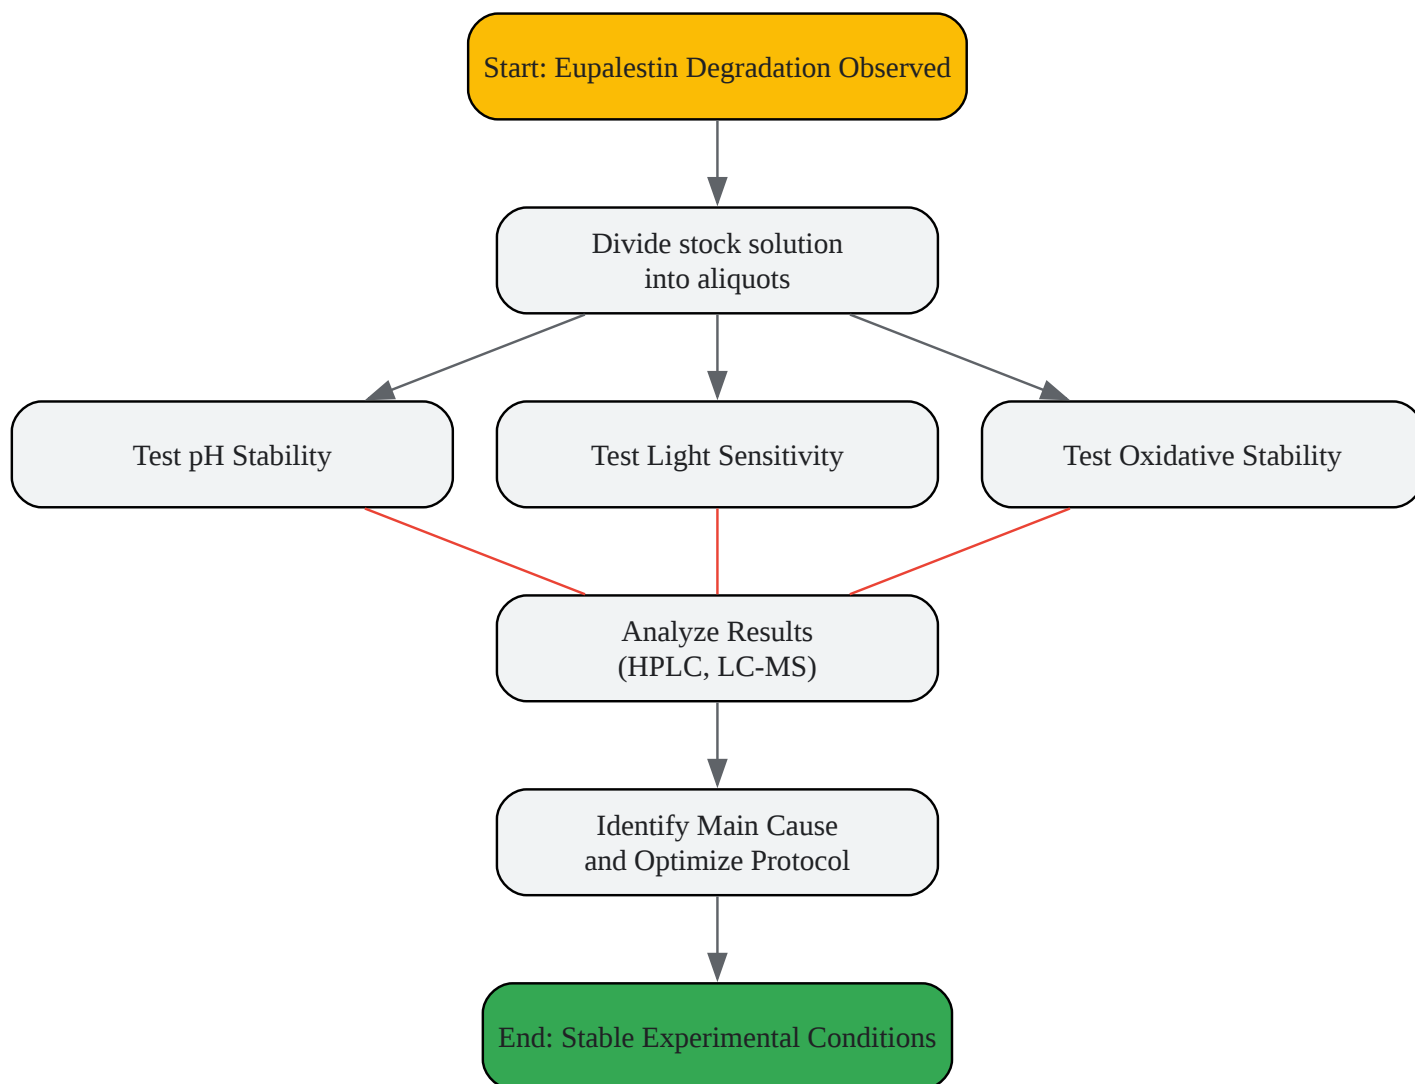 Start: Eupalestin Degradation Observed
Divide stock solution
into aliquots
Test pH Stability
Test Light Sensitivity
Test Oxidative Stability
Analyze Results
(HPLC, LC-MS)
Identify Main Cause
and Optimize Protocol
End: Stable Experimental Conditions